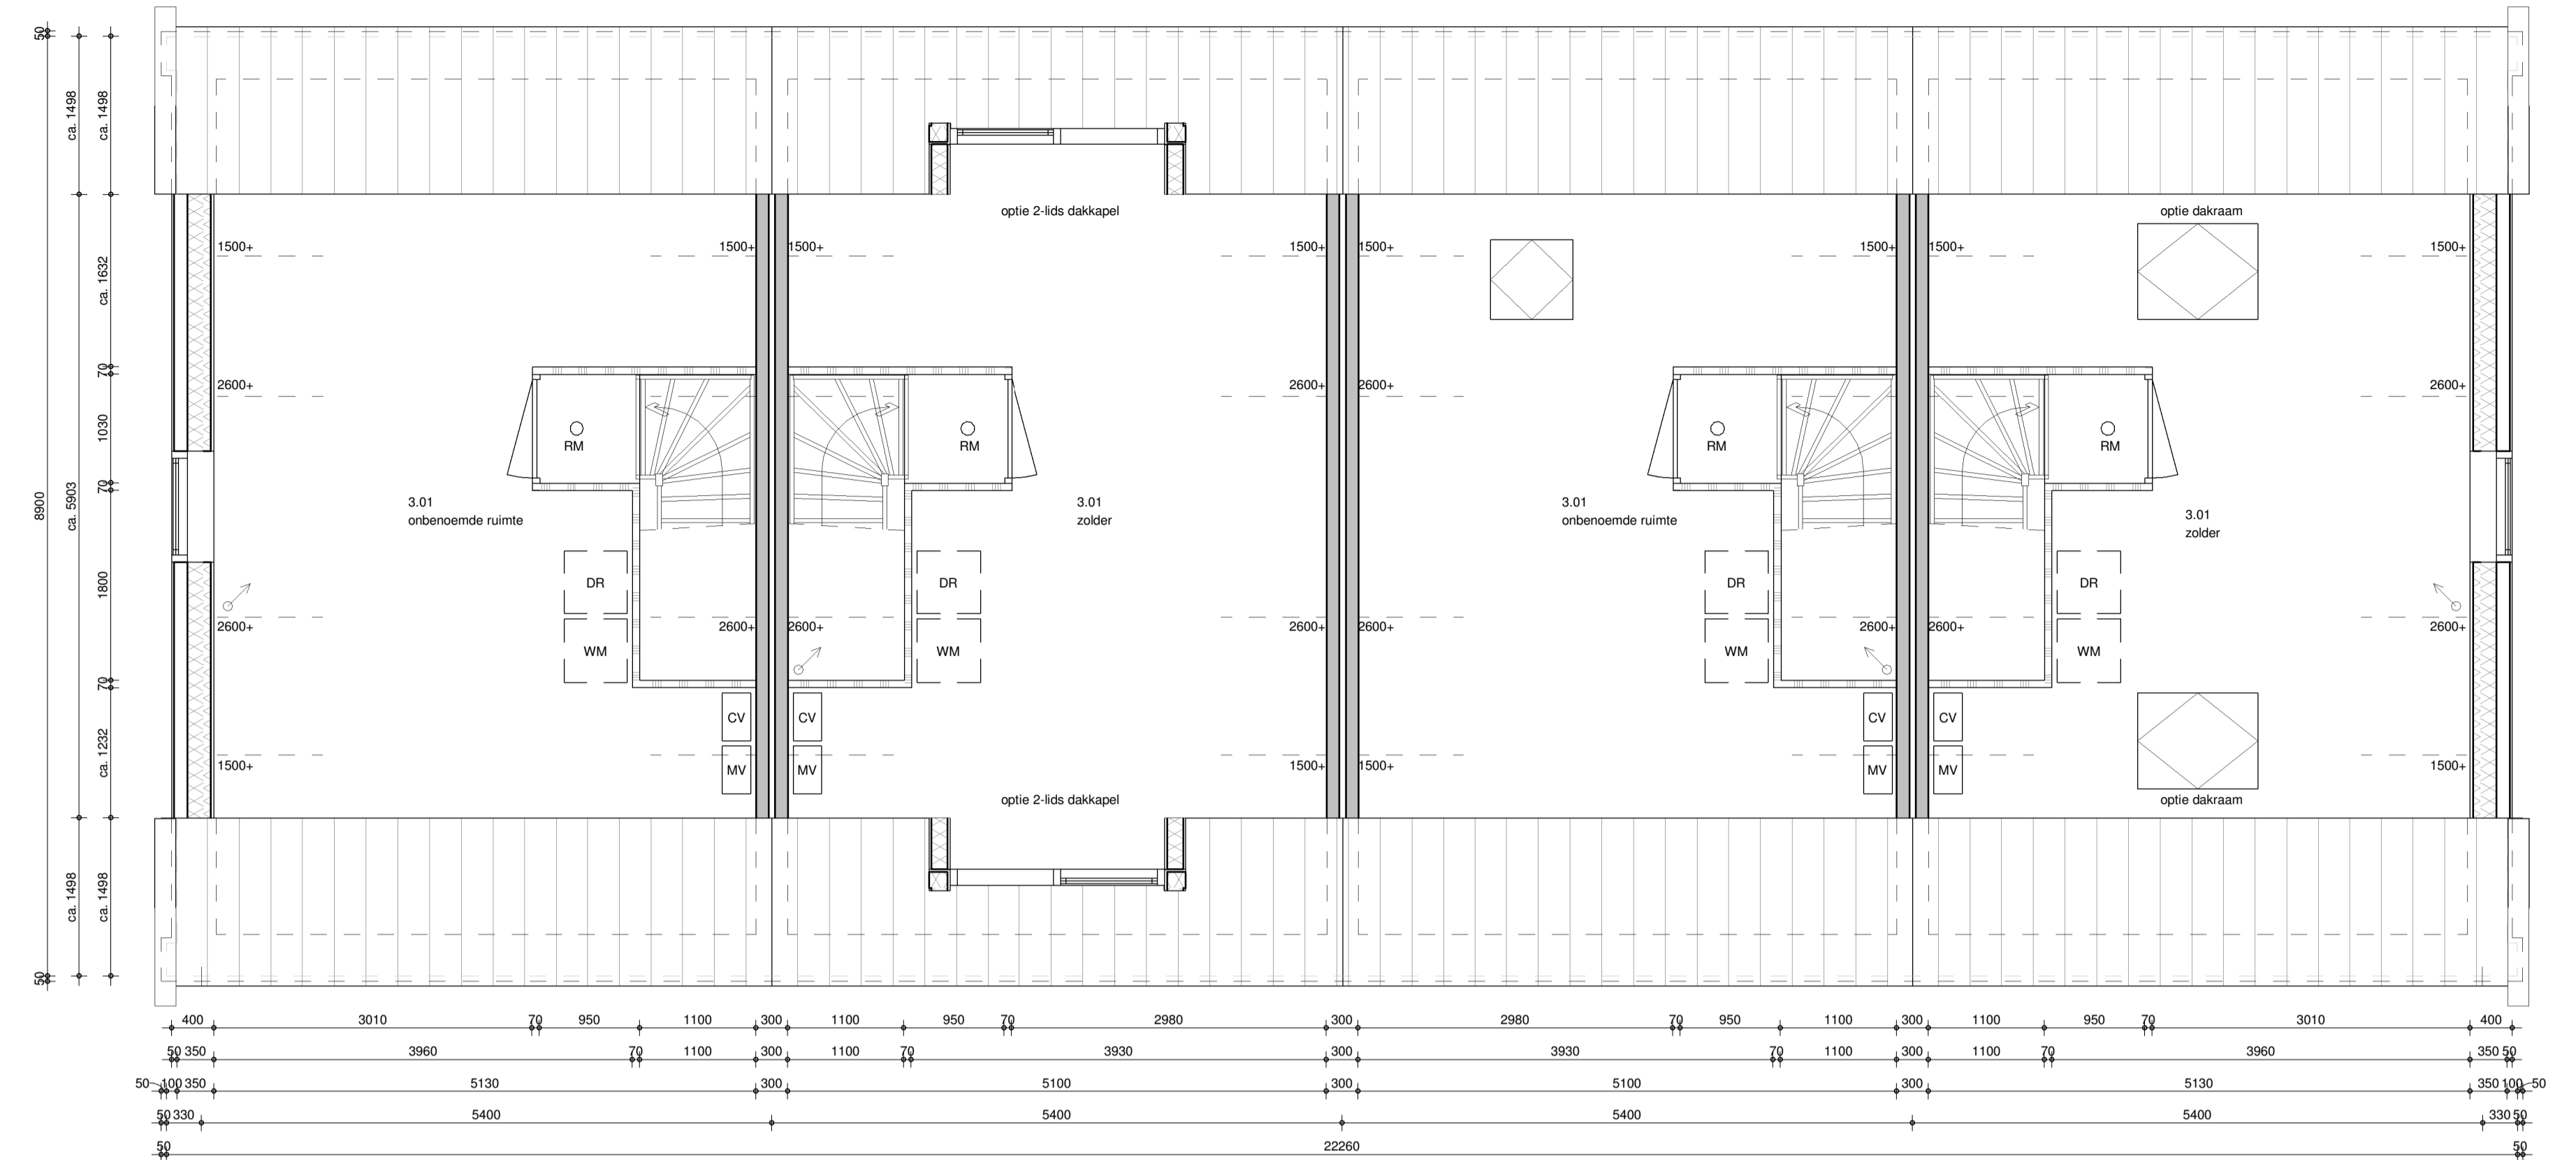 50
ca. 1498
ca. 1498
optie 2-lids dakkapel
optie dakraam
1500+
1500+
1500+
1500+
1500+
1500+
1500+
1500+
ca. 1632
70
2600+
2600+
2600+
2600+
1030
RM
RM
RM
RM
70
8900
ca. 5903
3.01
onbenoemde ruimte
3.01
zolder
3.01
onbenoemde ruimte
3.01
zolder
1800
DR
DR
DR
DR
2600+
2600+
2600+
2600+
2600+
2600+
2600+
2600+
WM
WM
WM
WM
70
CV
CV
CV
CV
ca. 1232
1500+
MV
MV
1500+
1500+
MV
MV
1500+
optie 2-lids dakkapel
optie dakraam
ca. 1498
ca. 1498
50
400 3010 70 950 1100 300 1100 950 70 2980 300 2980 70 950 1100 300 1100 950 70 3010 400
50 350 3960 70 1100 300 1100 70 3930 300 3930 70 1100 300 1100 70 3960 350 50
50 100 350 5130 300 5100 300 5100 300 5130 350 100 50
50 330 5400 5400 5400 5400 330 50
50 22260 50